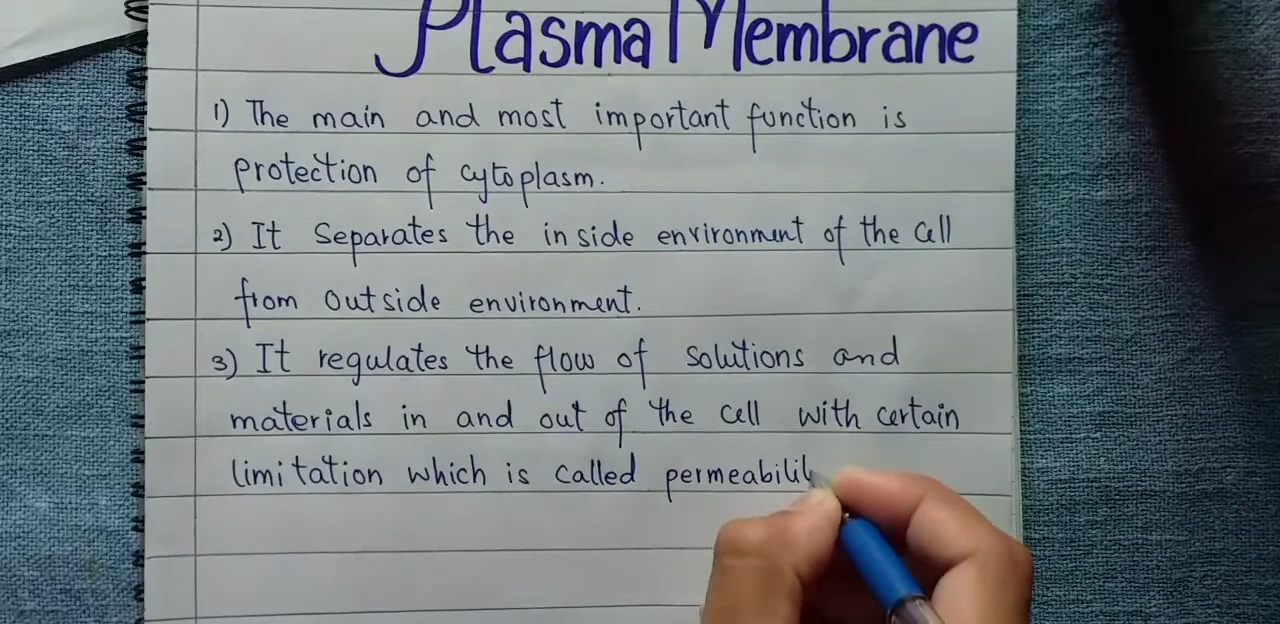 Plasma Membrane
1) The main and most important function is
protection of cytoplasm.
2) It Separates the inside environment of the cell
from outside environment.
3) It regulates the flow of solutions and
materials in and out of the cell with certain
limitation which is called